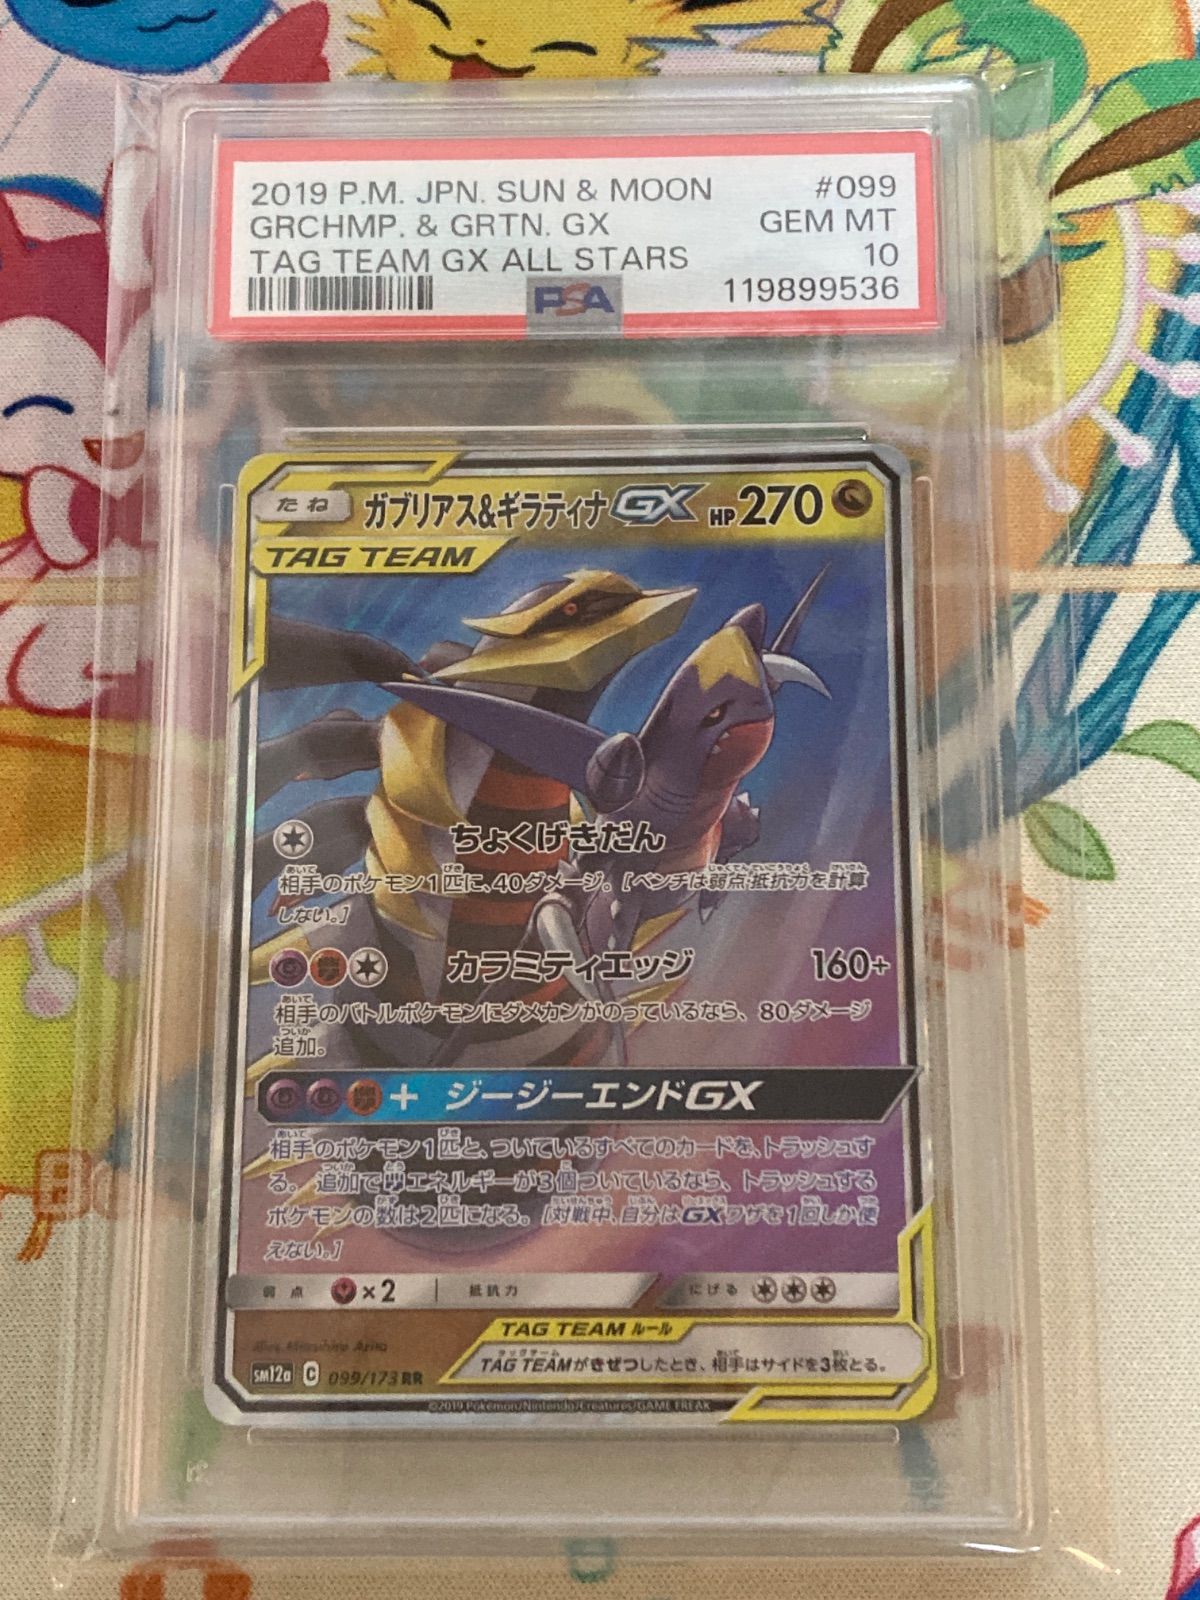 2019 P.M. JPN. SUN & MOON #099
GRCHMP. & GRTN. GX GEM MT
TAG TEAM GX ALL STARS 10
PSA 119899536
たね ガブリアス&ギラティナGX HP270
TAG TEAM
ちょくげきだん
相手のポケモン1匹に、40ダメージ。[ベンチは弱点・抵抗力を計算
しない。]
カラミティエッジ 160+
相手のバトルポケモンにダメカンがのっているなら、80ダメージ
追加。
+ ジージーエンドGX
相手のポケモン1匹と、ついているすべてのカードを、トラッシュす
る。追加で闘エネルギーが3個ついているなら、トラッシュする
ポケモンの数は2匹になる。[対戦中、自分はGXワザを1回しか使
えない。]
弱点 ×2 抵抗力 にげる
TAG TEAM ルール
Illus. Mitsuhiro Arita
TAG TEAMがきぜつしたとき、相手はサイドを3枚とる。
sm12a C 099/173 RR
©2019 Pokémon/Nintendo/Creatures/GAME FREAK